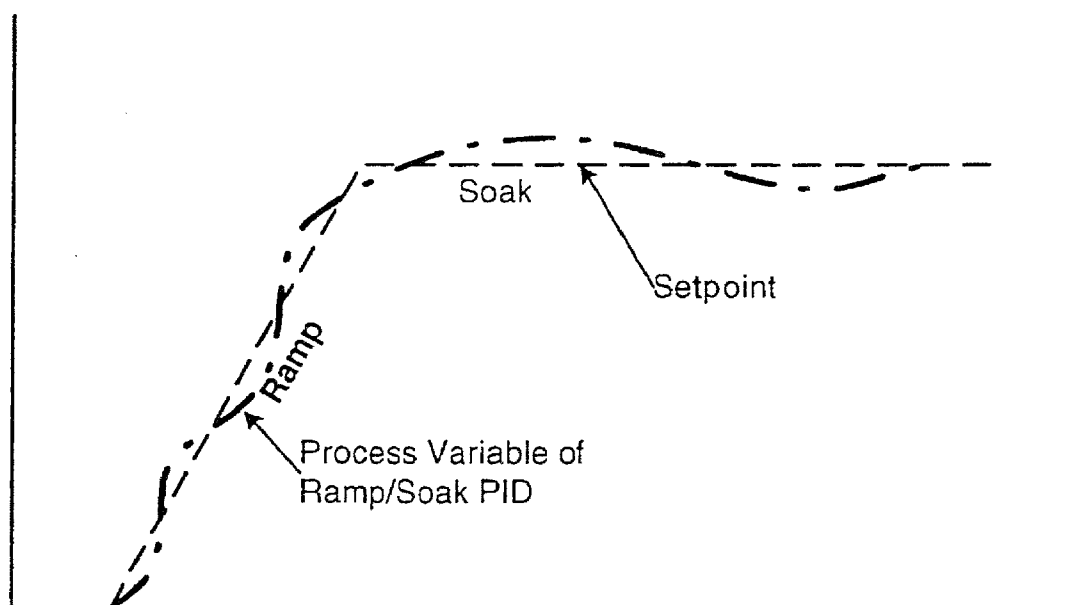 Soak
Setpoint
Ramp
Process Variable of
Ramp/Soak PID